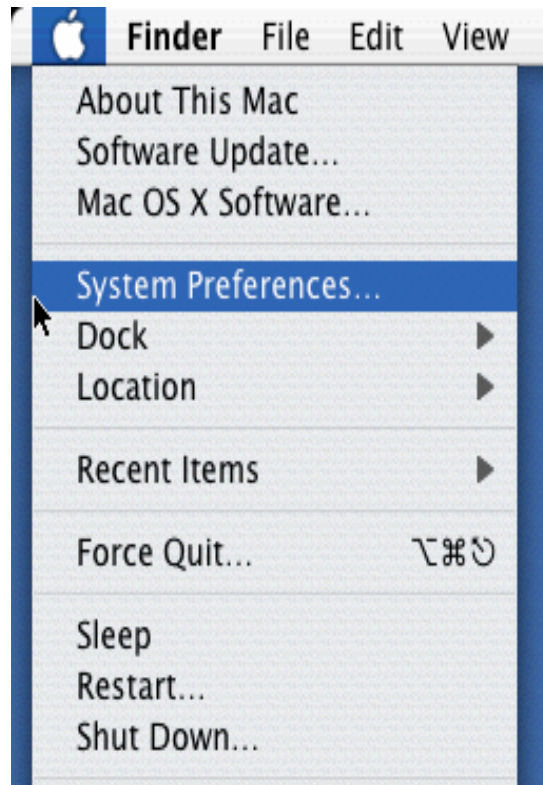 Finder File Edit View
About This Mac
Software Update...
Mac OS X Software...
System Preferences...
Dock
Location
Recent Items
Force Quit... ⌥⌘⎋
Sleep
Restart...
Shut Down...